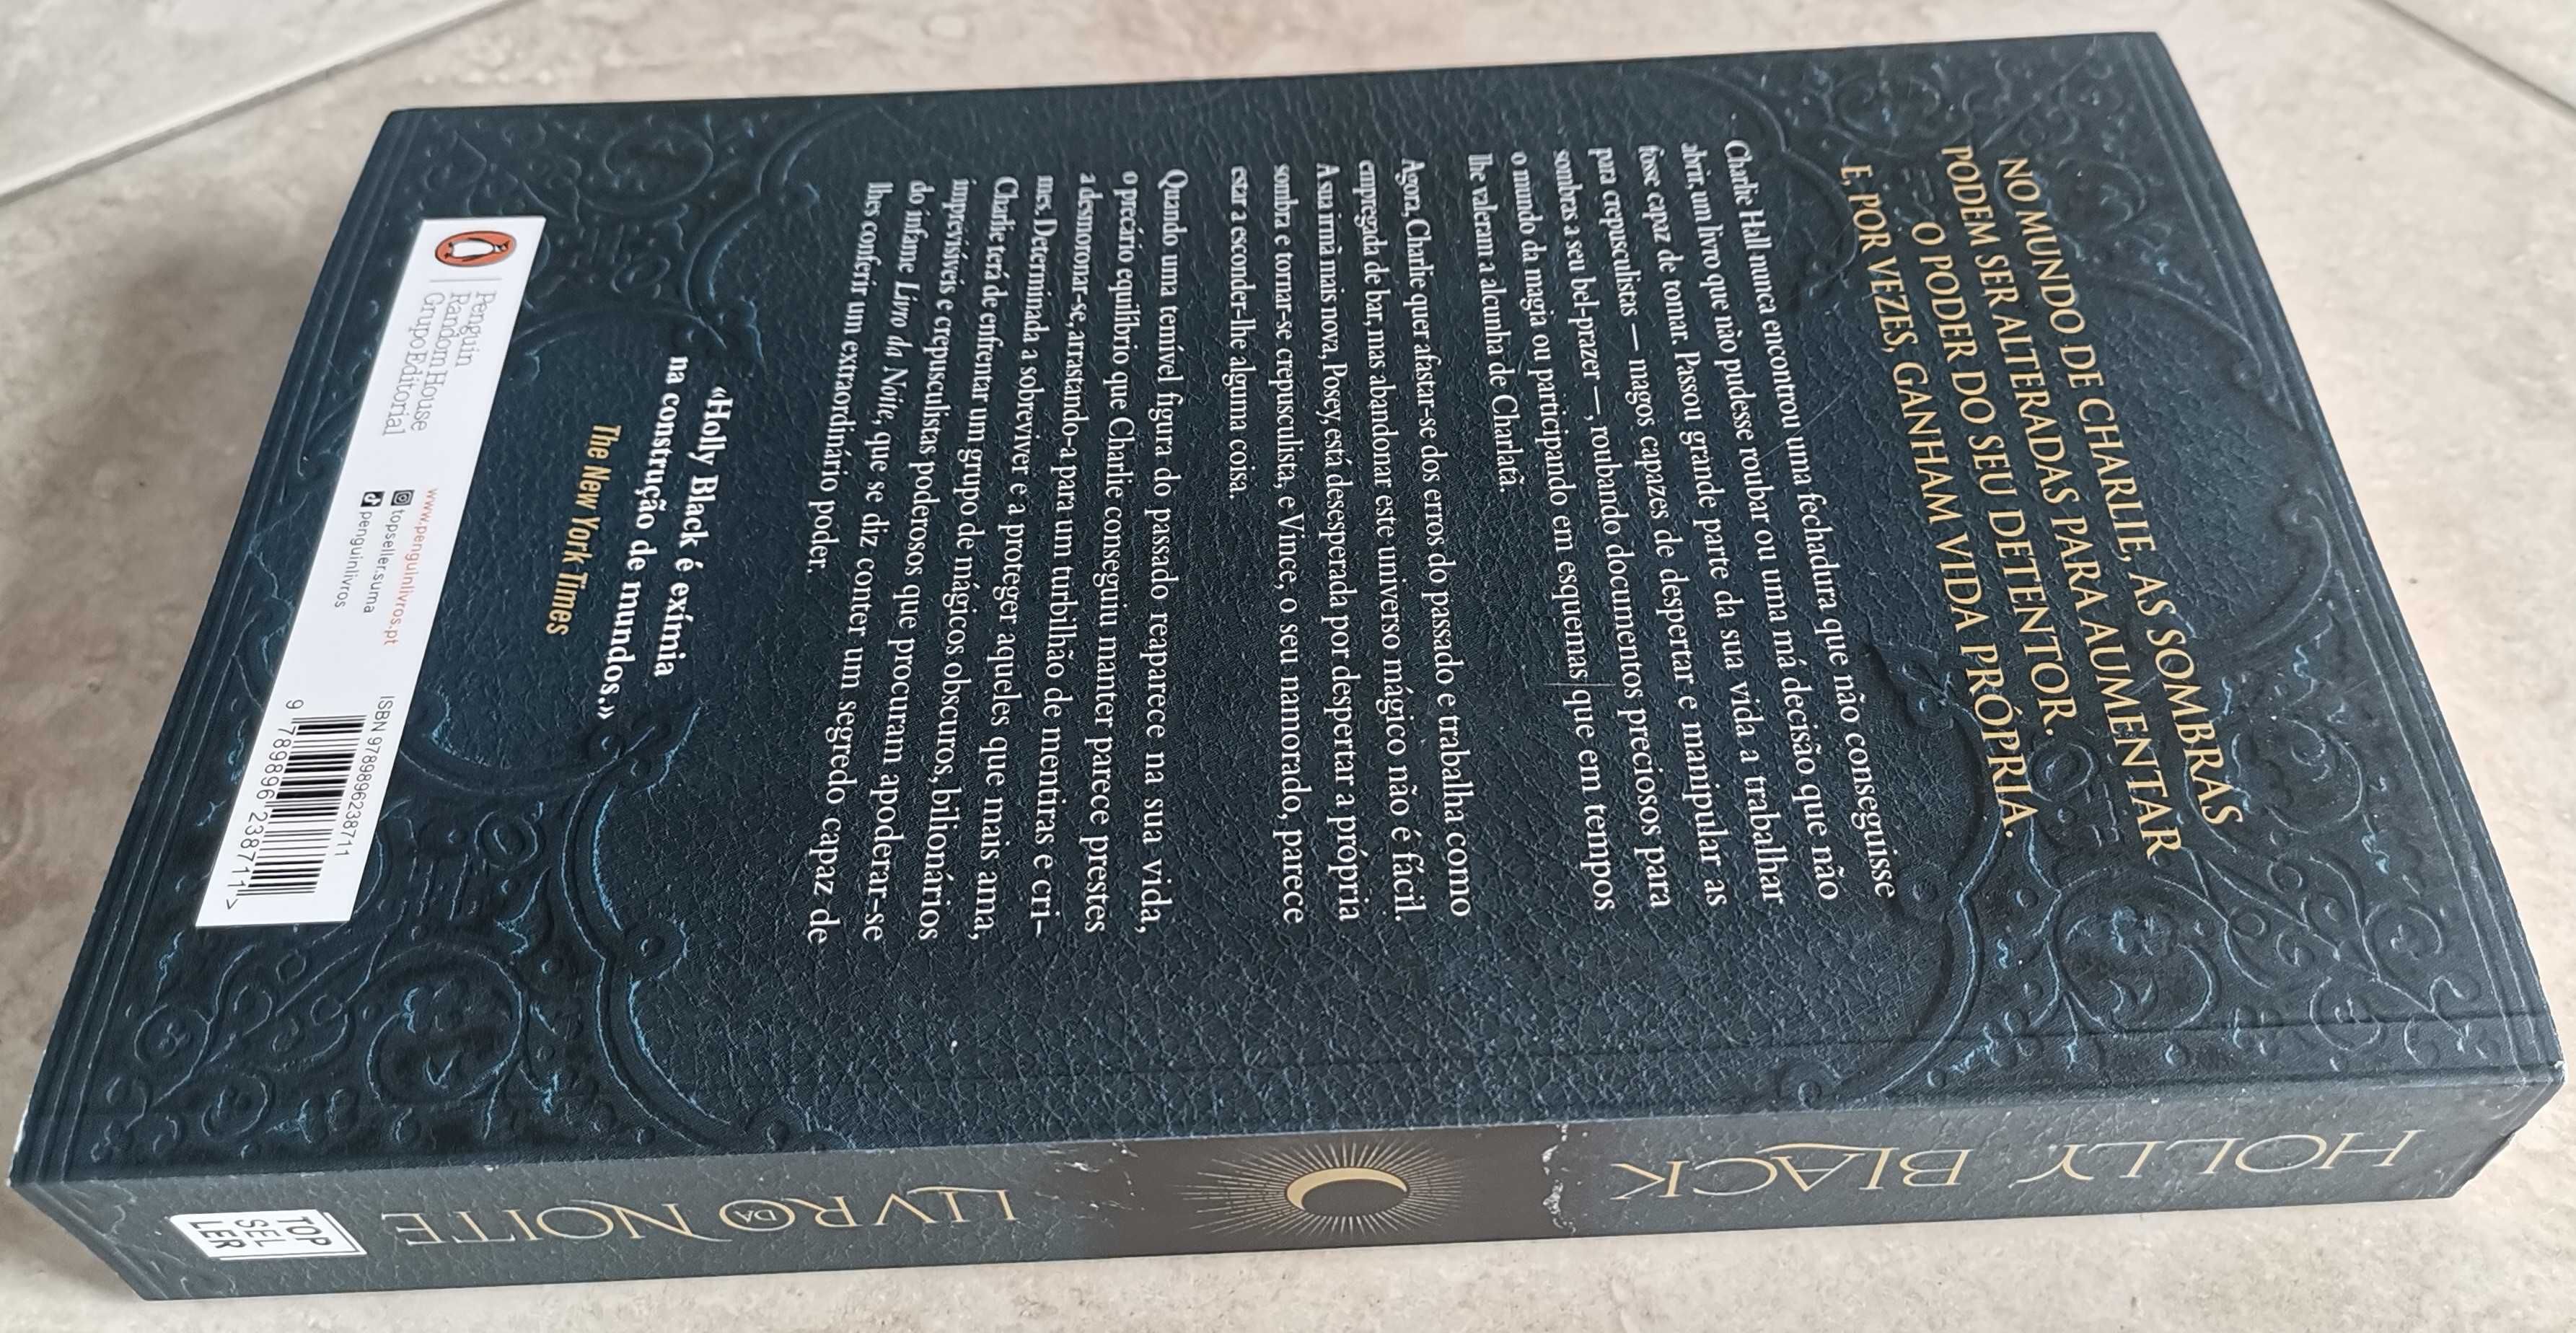 NO MUNDO DE CHARLIE, AS SOMBRAS
PODEM SER ALTERADAS PARA AUMENTAR
O PODER DO SEU DETENTOR.
E, POR VEZES, GANHAM VIDA PRÓPRIA.
Charlie Hall nunca encontrou uma fechadura que não conseguisse
abrir, um livro que não pudesse roubar ou uma má decisão que não
fosse capaz de tomar. Passou grande parte da sua vida a trabalhar
para crepusculistas — magos capazes de despertar e manipular as
sombras a seu bel-prazer —, roubando documentos preciosos para
o mundo da magia ou participando em esquemas que em tempos
lhe valeram a alcunha de Charlatã.
Agora, Charlie quer afastar-se dos erros do passado e trabalha como
empregada de bar, mas abandonar este universo mágico não é fácil.
A sua irmã mais nova, Posey, está desesperada por despertar a própria
sombra e tornar-se crepusculista, e Vince, o seu namorado, parece
estar a esconder-lhe alguma coisa.
Quando uma temível figura do passado reaparece na sua vida,
o precário equilíbrio que Charlie conseguiu manter parece prestes
a desmoronar-se, arrastando-a para um turbilhão de mentiras e cri-
mes. Determinada a sobreviver e a proteger aqueles que mais ama,
Charlie terá de enfrentar um grupo de mágicos obscuros, bilionários
imprevisíveis e crepusculistas poderosos que procuram apoderar-se
do infame Livro da Noite, que se diz conter um segredo capaz de
lhes conferir um extraordinário poder.
«Holly Black é exímia
na construção de mundos.»
The New York Times
Penguin
Random House
Grupo Editorial
www.penguinlivros.pt
topseller.suma
penguinlivros
ISBN 9789896238711
9 789896 238711 >
HOLLY BLACK
LIVRO DA NOITE
TOP
SEL
LER